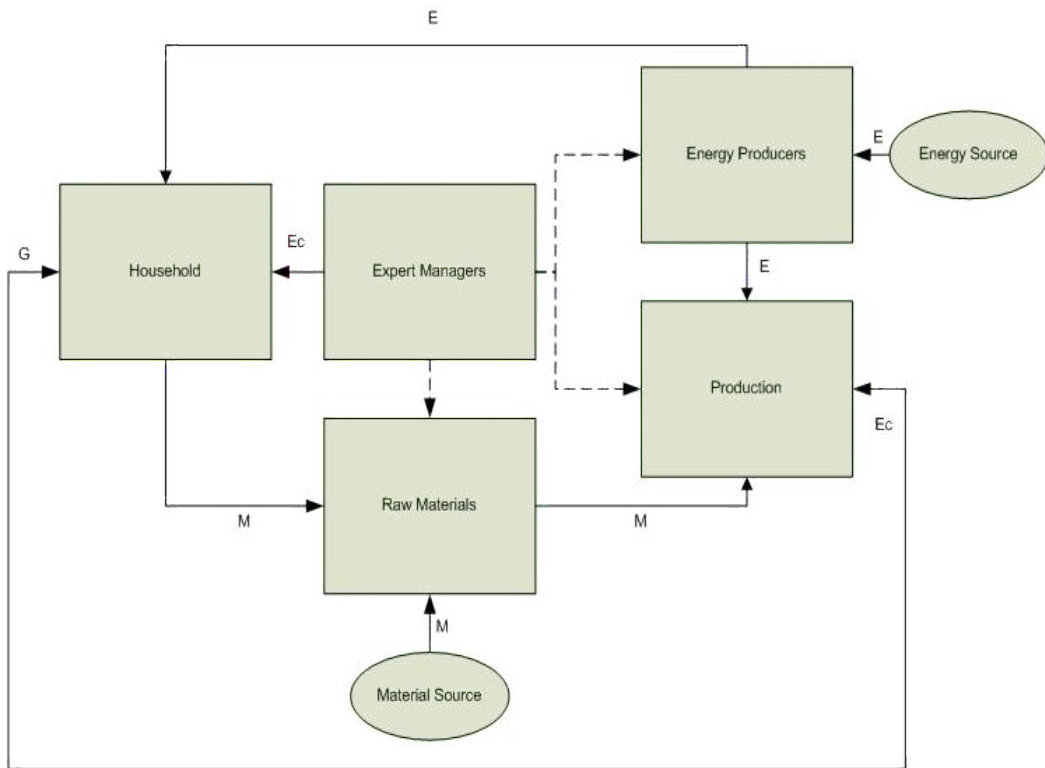 E
Energy Producers
E
Energy Source
G
Household
Ec
Expert Managers
E
Production
Ec
Raw Materials
M
M
M
Material Source